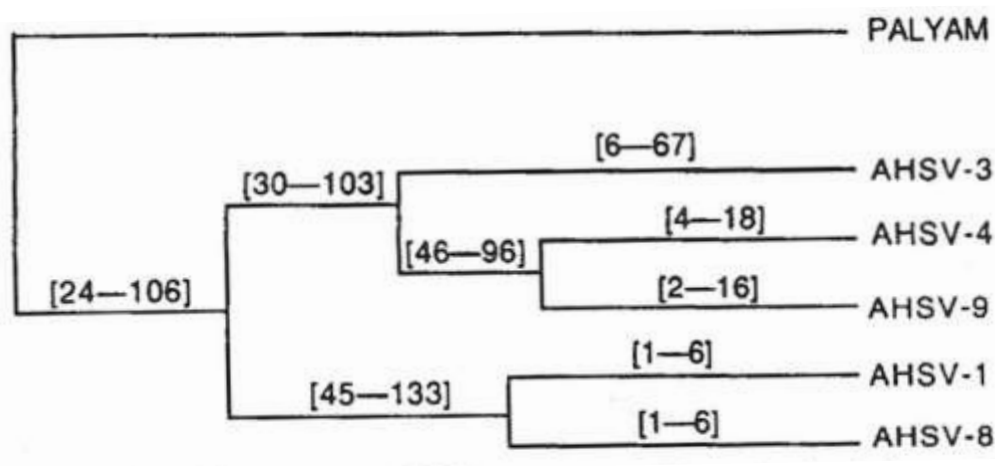 PALYAM
[6—67]
AHSV-3
[30—103]
[4—18]
AHSV-4
[46—96]
[24—106]
[2—16]
AHSV-9
[1—6]
AHSV-1
[45—133]
[1—6]
AHSV-8